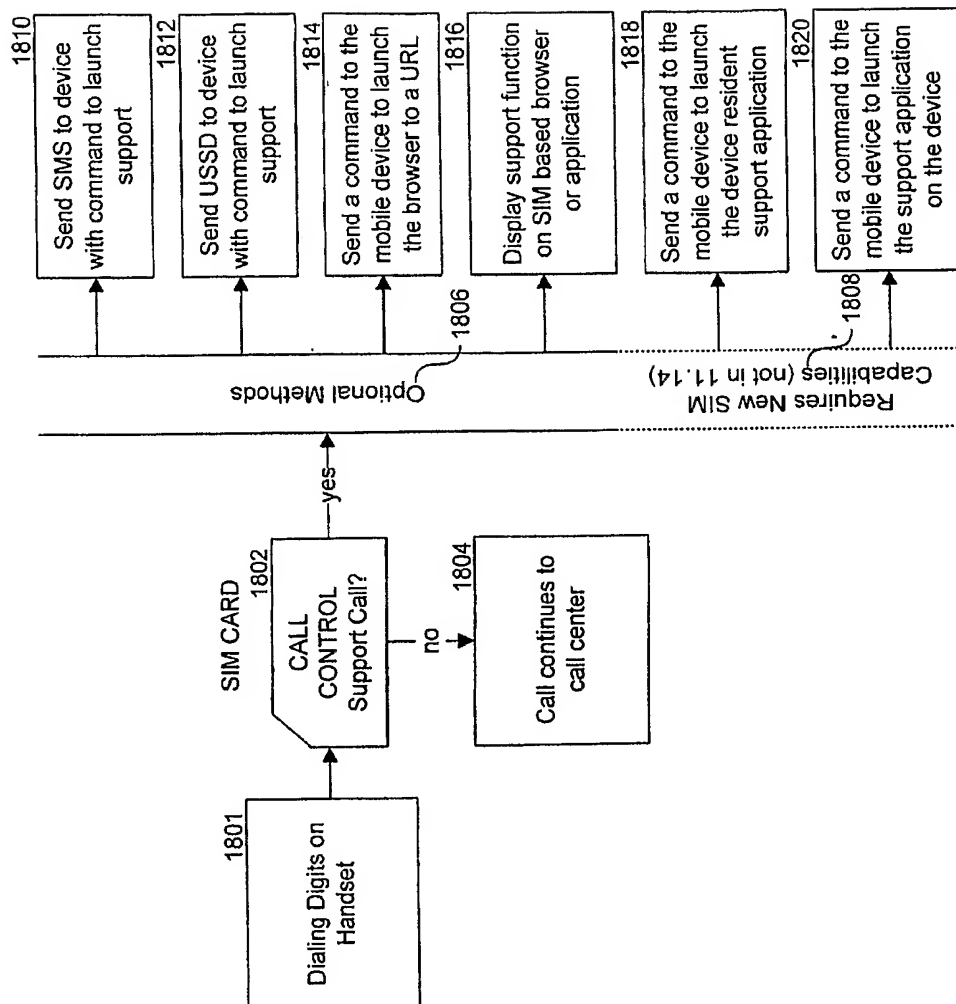 1801
Dialing Digits on
Handset
SIM CARD
1802
CALL
CONTROL
Support Call?
yes
no
1804
Call continues to
call center
Optional Methods
1806
Requires New SIM
Capabilities (not in 11.14)
1808
1810
Send SMS to device
with command to launch
support
1812
Send USSD to device
with command to launch
support
1814
Send a command to the
mobile device to launch
the browser to a URL
1816
Display support function
on SIM based browser
or application
1818
Send a command to the
mobile device to launch
the device resident
support application
1820
Send a command to the
mobile device to launch
the support application
on the device